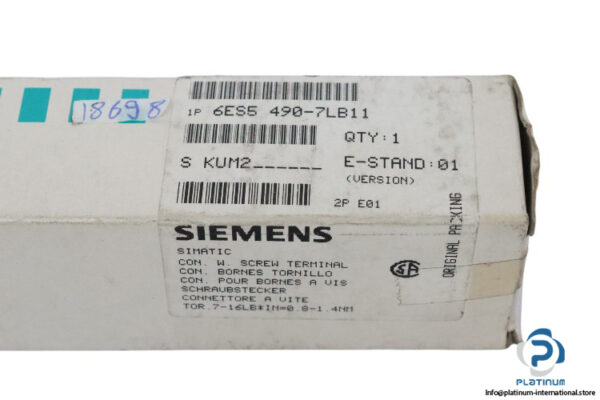 18698
1P 6ES5 490-7LB11
QTY:1
S KUM2______ E-STAND:01
(VERSION)
2P E01
SIEMENS
SIMATIC
CON. W. SCREW TERMINAL
CON. BORNES TORNILLO
CON. POUR BORNES A VIS
SCHRAUBSTECKER
CONNETTORE A VITE
TOR.7-16LB*IN=0.8-1.4NM
SA
ORIGINAL PACKING
PLATINUM
info@platinum-international.store